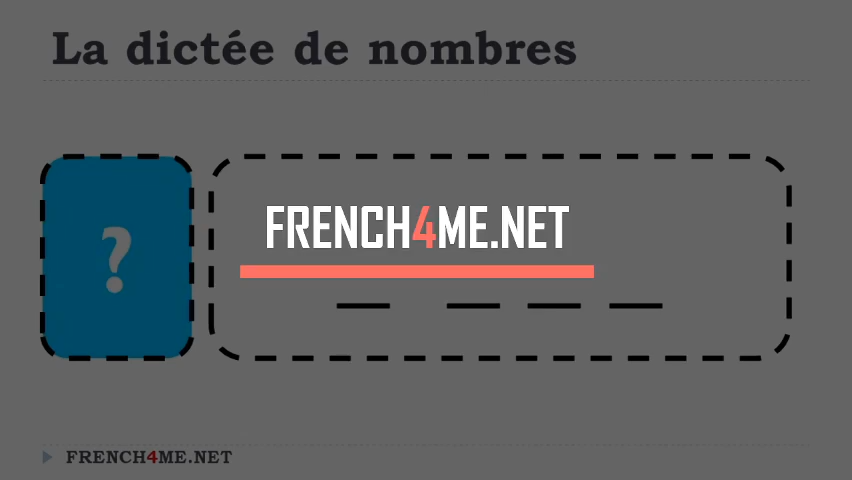 La dictée de nombres
?
FRENCH4ME.NET
FRENCH4ME.NET